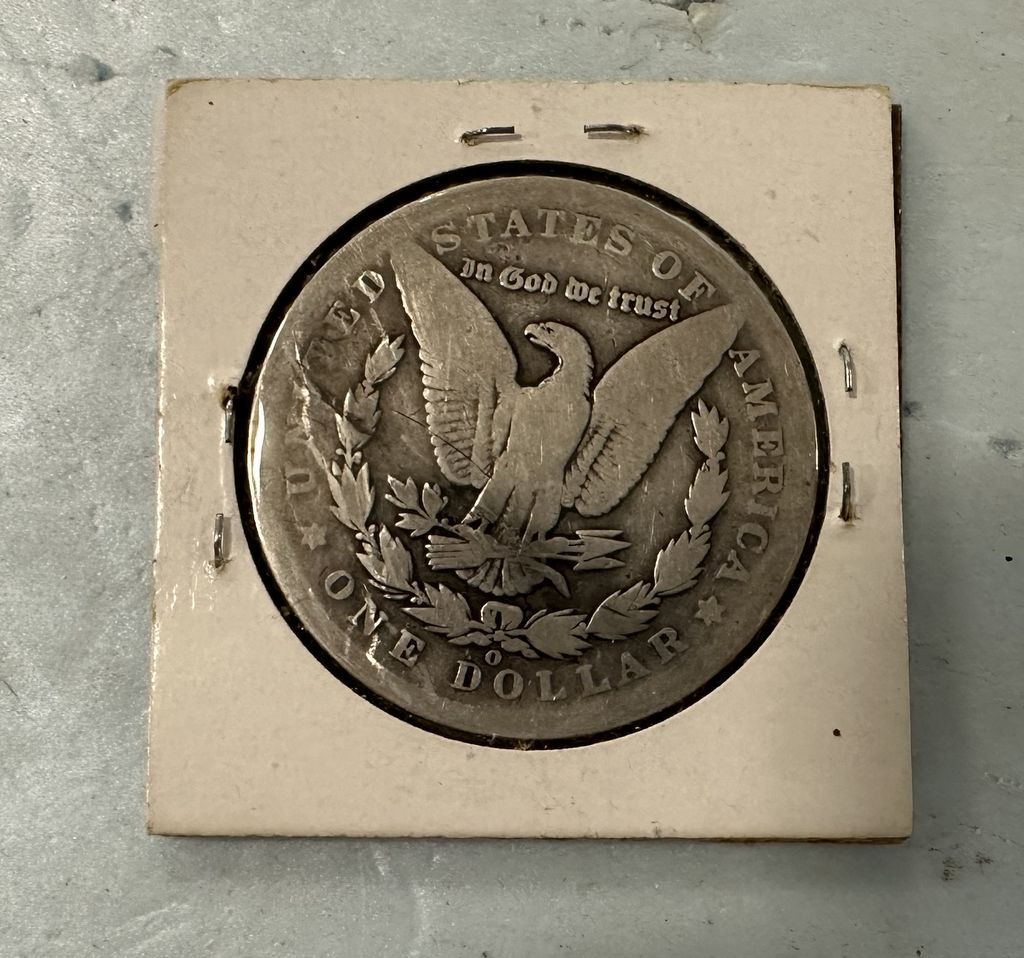 UNITED STATES OF AMERICA
In God we trust
O
ONE DOLLAR